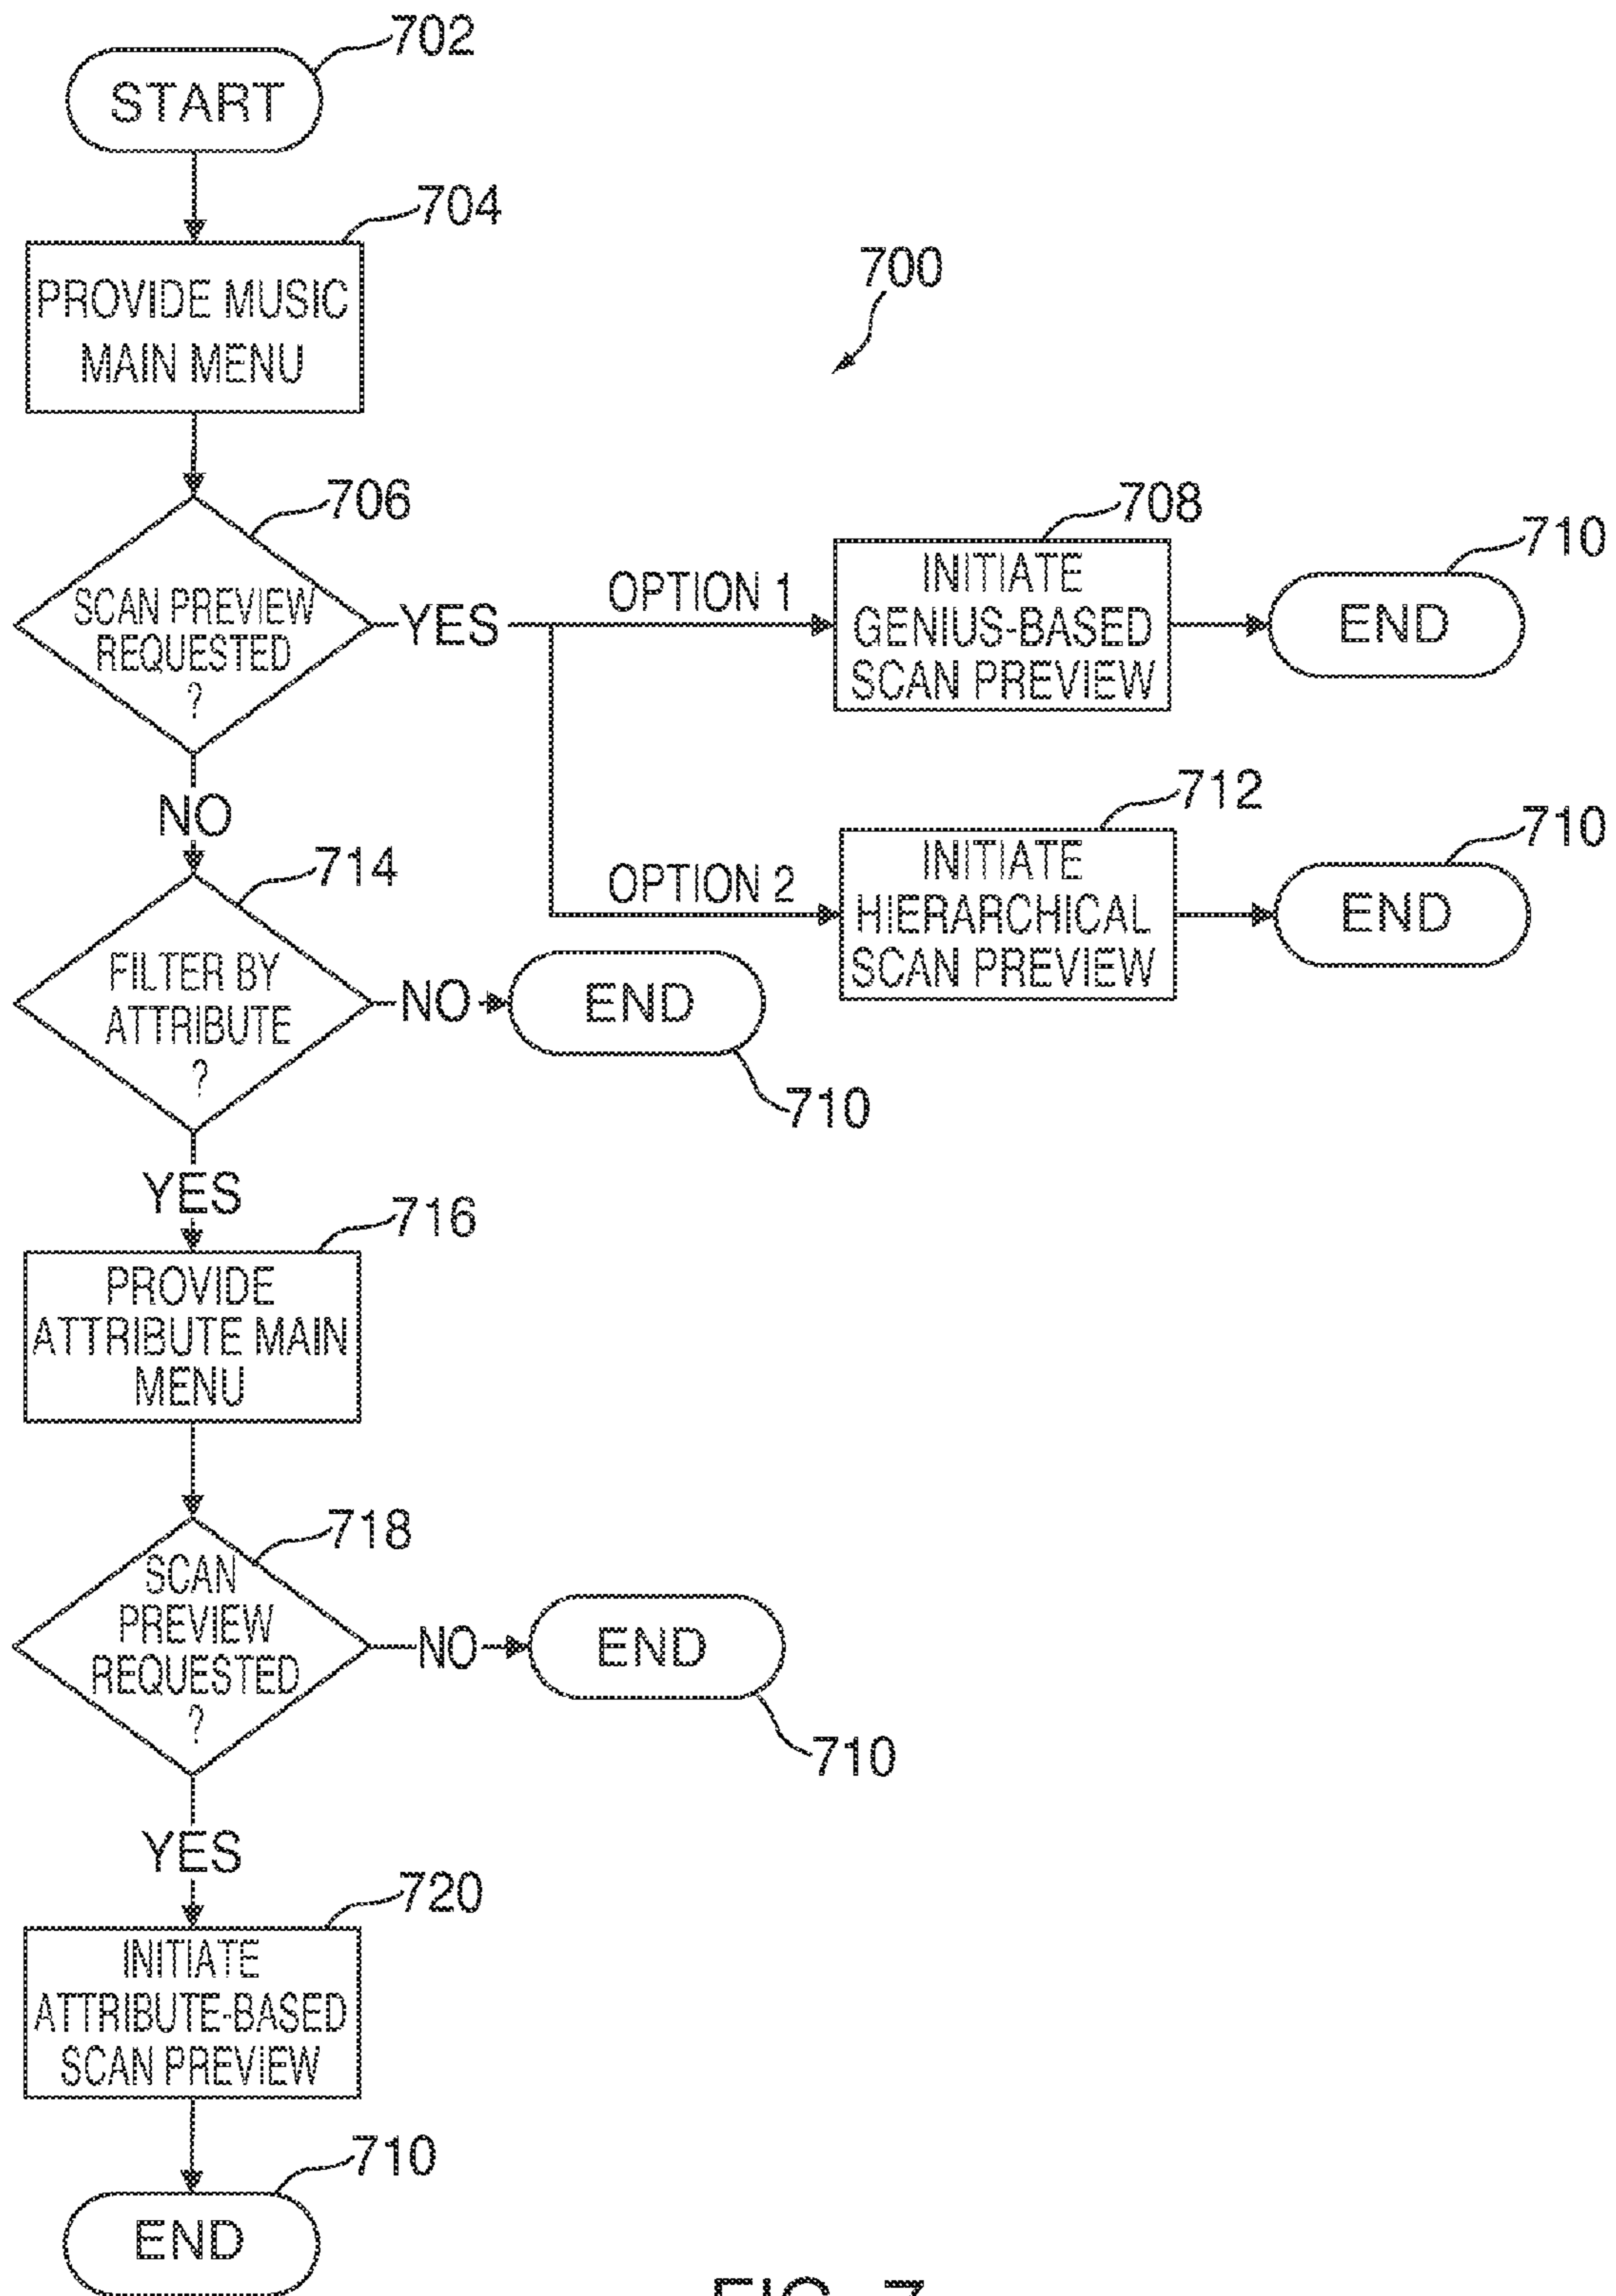 702
START
704
PROVIDE MUSIC
MAIN MENU
700
706
SCAN PREVIEW
REQUESTED
?
YES
OPTION 1
708
INITIATE
GENIUS-BASED
SCAN PREVIEW
710
END
OPTION 2
712
INITIATE
HIERARCHICAL
SCAN PREVIEW
710
END
NO
714
FILTER BY
ATTRIBUTE
?
NO
END
710
YES
716
PROVIDE
ATTRIBUTE MAIN
MENU
718
SCAN
PREVIEW
REQUESTED
?
NO
END
710
YES
720
INITIATE
ATTRIBUTE-BASED
SCAN PREVIEW
710
END
FIG. 7